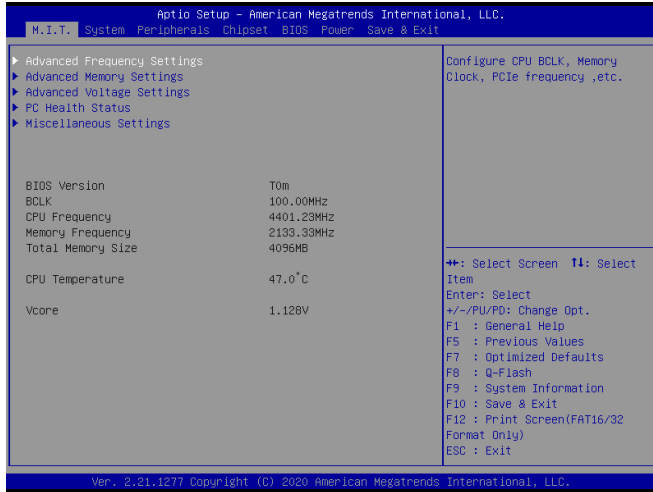 Aptio Setup - American Megatrends International, LLC.
M.I.T. System Peripherals Chipset BIOS Power Save & Exit
Advanced Frequency Settings
Advanced Memory Settings
Advanced Voltage Settings
PC Health Status
Miscellaneous Settings
BIOS Version T0m
BCLK 100.00MHz
CPU Frequency 4401.23MHz
Memory Frequency 2133.33MHz
Total Memory Size 4096MB
CPU Temperature 47.0°C
Vcore 1.128V
Configure CPU BCLK, Memory
Clock, PCIe frequency ,etc.
→←: Select Screen ↑↓: Select
Item
Enter: Select
+/-/PU/PD: Change Opt.
F1 : General Help
F5 : Previous Values
F7 : Optimized Defaults
F8 : Q-Flash
F9 : System Information
F10 : Save & Exit
F12 : Print Screen(FAT16/32
Format Only)
ESC : Exit
Ver. 2.21.1277 Copyright (C) 2020 American Megatrends International, LLC.